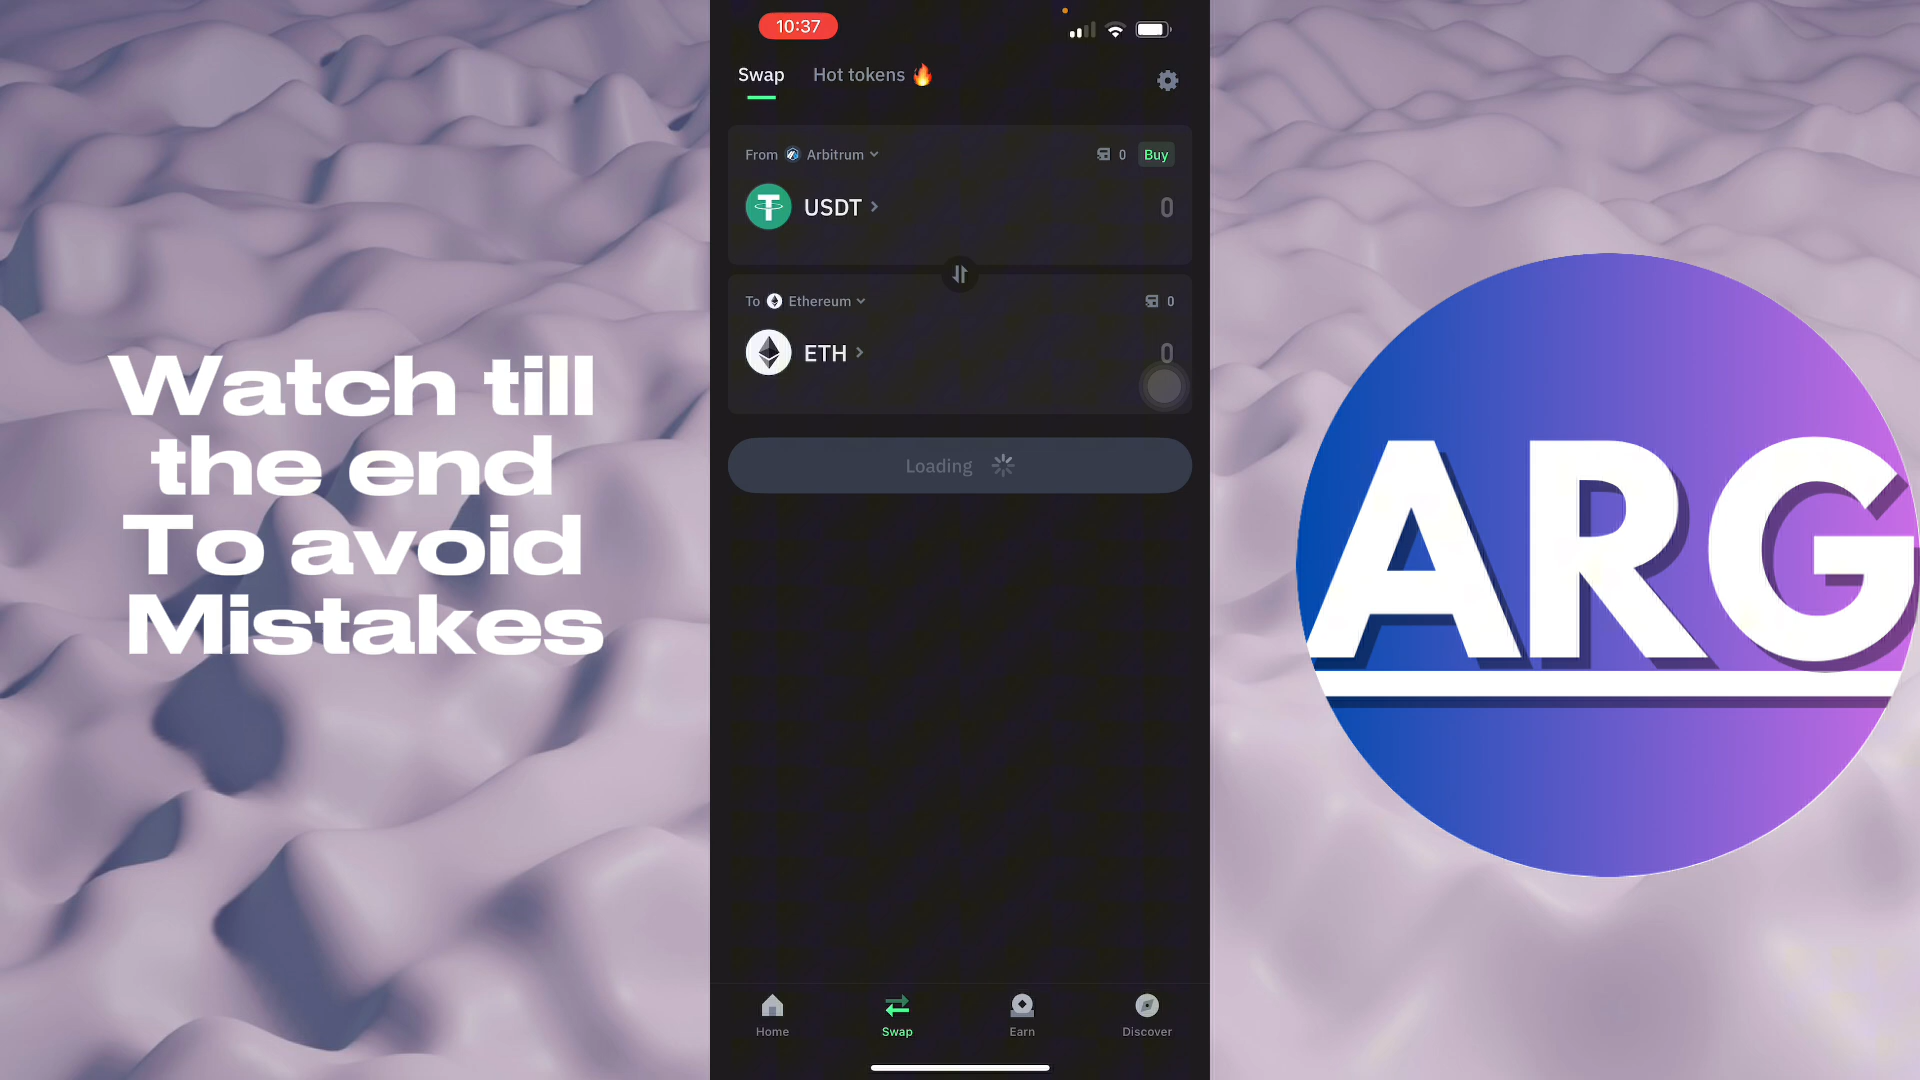 Watch till
the end
To avoid
Mistakes
10:37
Swap
Hot tokens 🔥
From Arbitrum
0 Buy
USDT
0
To Ethereum
0
ETH
0
Loading
Home
Swap
Earn
Discover
ARG